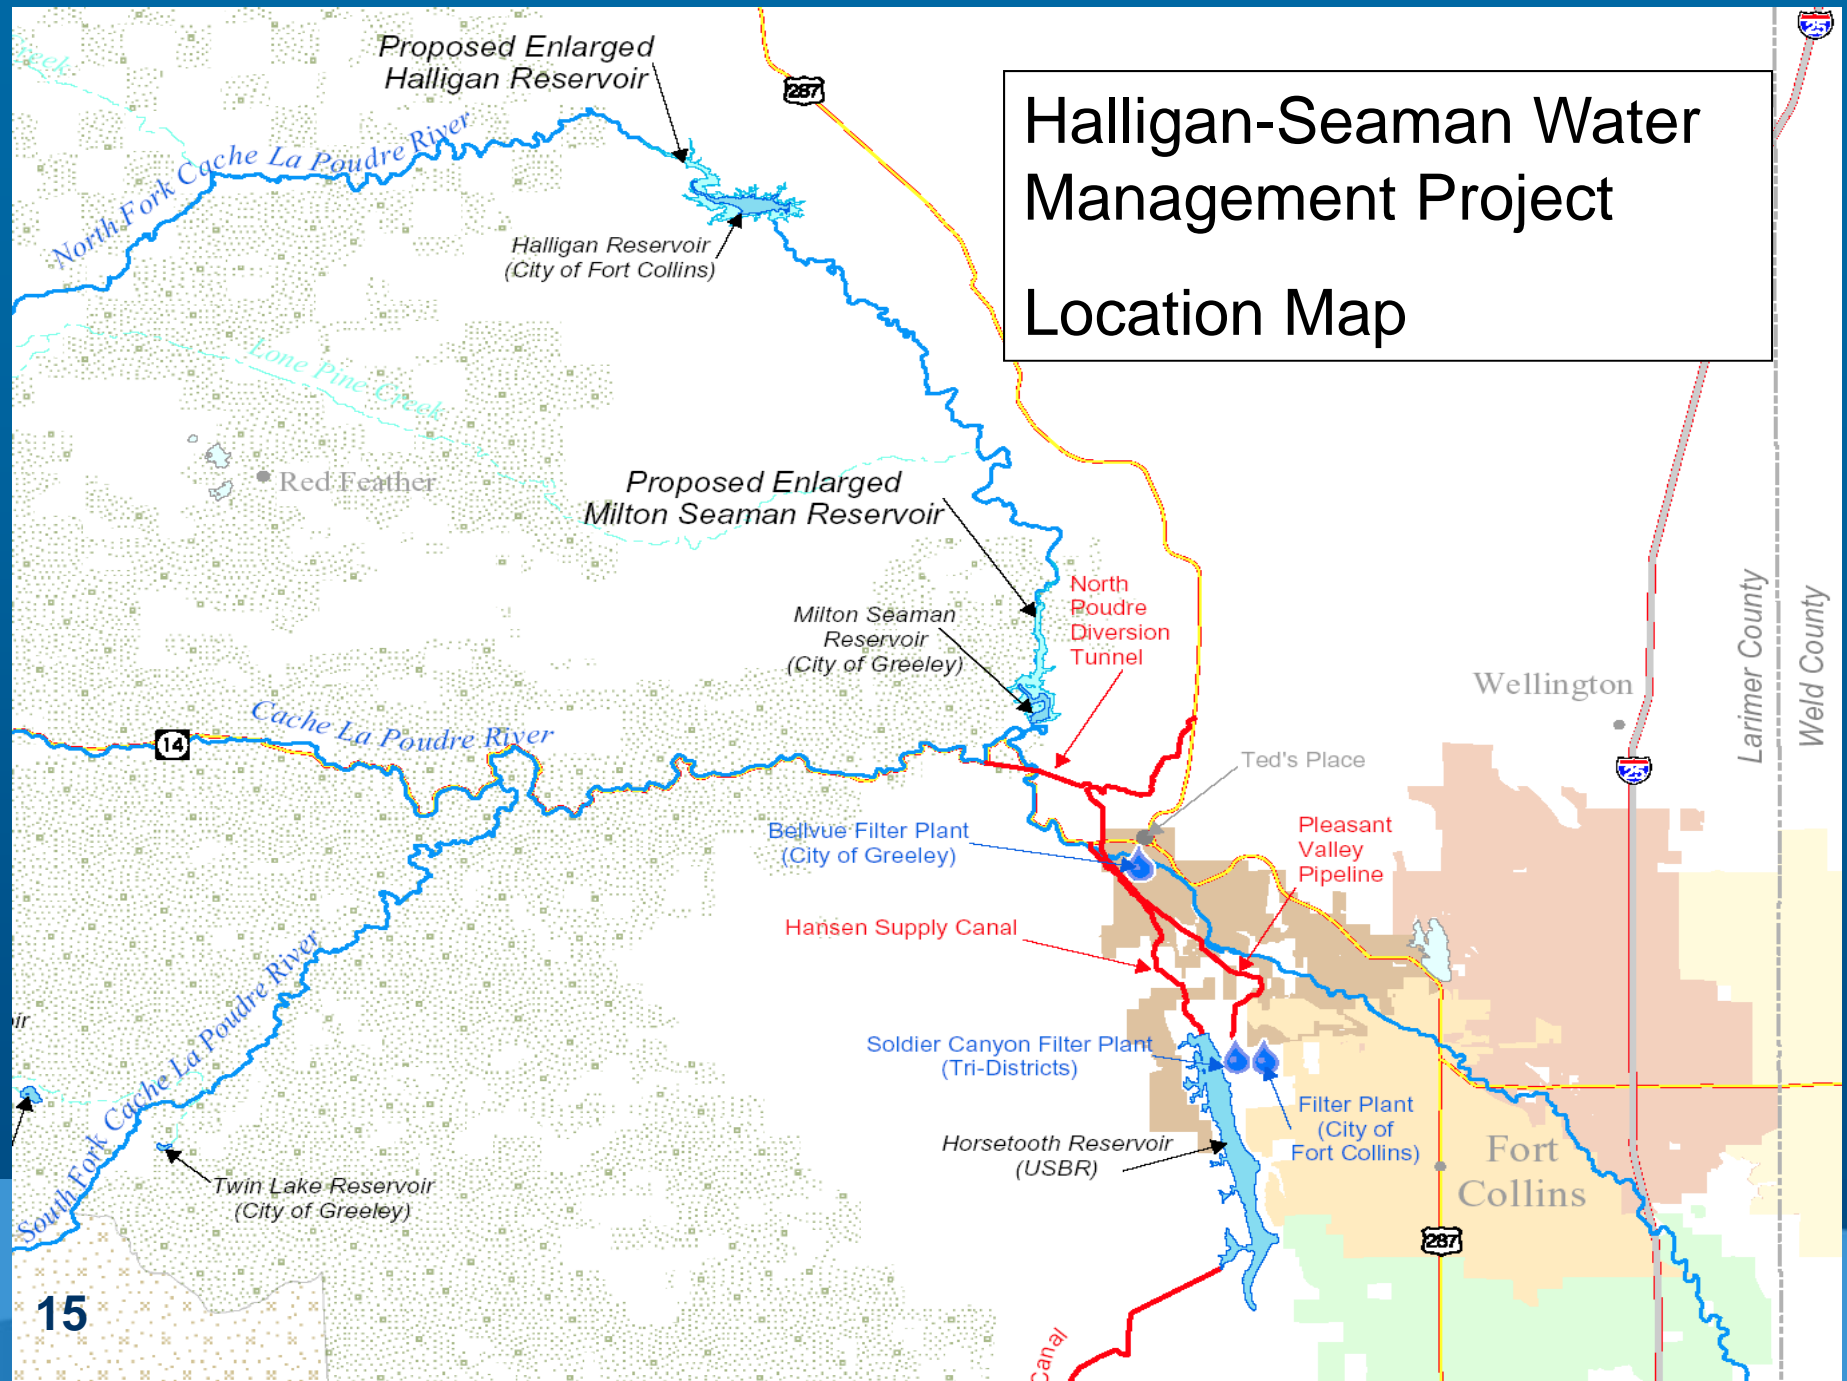 Halligan-Seaman Water
Management Project
Location Map
Proposed Enlarged
Halligan Reservoir
Creek
287
25
North Fork Cache La Poudre River
Halligan Reservoir
(City of Fort Collins)
Lone Pine Creek
Red Feather
Proposed Enlarged
Milton Seaman Reservoir
North
Poudre
Diversion
Tunnel
Milton Seaman
Reservoir
(City of Greeley)
Larimer County
Weld County
Wellington
Cache La Poudre River
14
Ted's Place
25
Bellvue Filter Plant
(City of Greeley)
Pleasant
Valley
Pipeline
Hansen Supply Canal
South Fork Cache La Poudre River
ir
Soldier Canyon Filter Plant
(Tri-Districts)
Filter Plant
(City of
Fort Collins)
Horsetooth Reservoir
(USBR)
Fort
Collins
Twin Lake Reservoir
(City of Greeley)
287
Canal
15